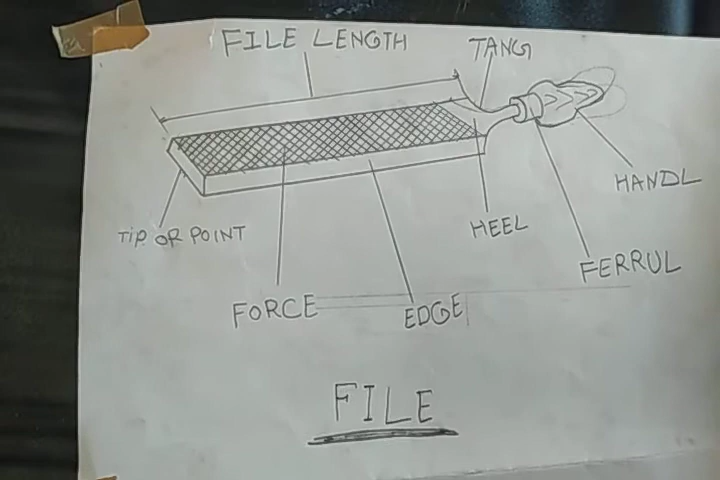 FILE LENGTH
TANG
HANDL
TIP OR POINT
HEEL
FERRUL
FORCE
EDGE
FILE